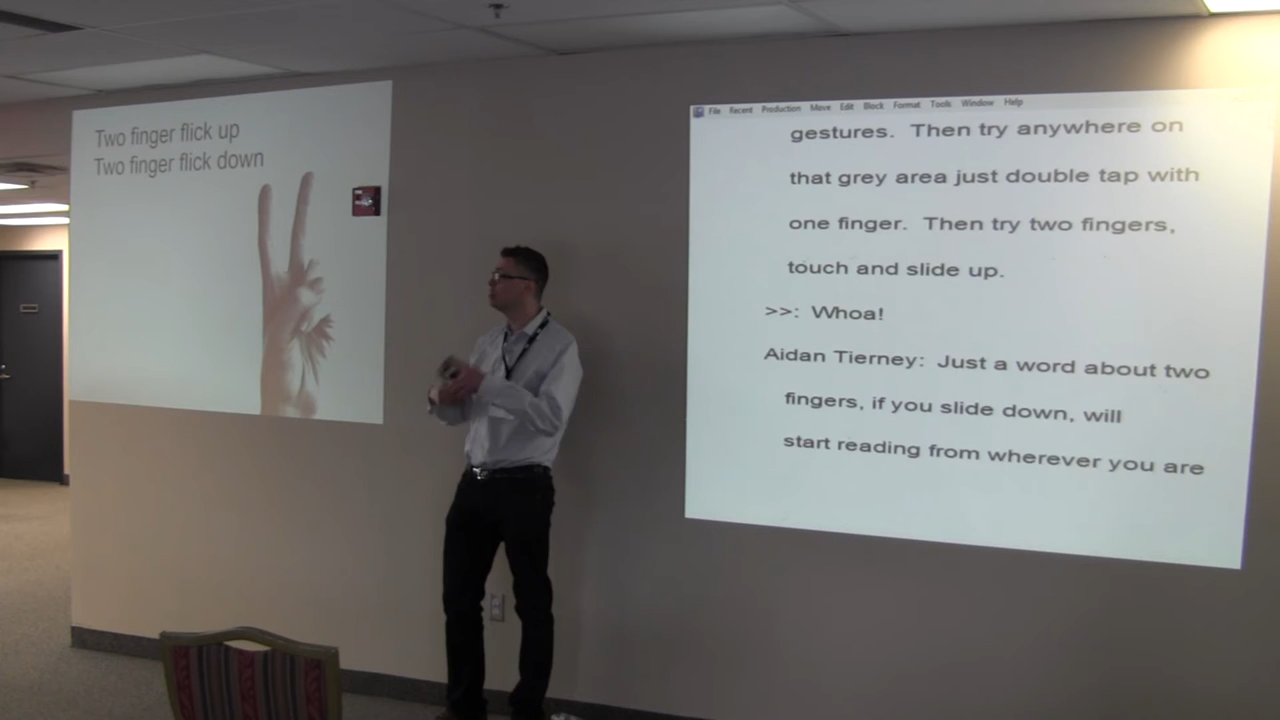 Two finger flick up
Two finger flick down
File Recent Production Move Edit Block Format Tools Window Help
gestures. Then try anywhere on
that grey area just double tap with
one finger. Then try two fingers,
touch and slide up.
>>: Whoa!
Aidan Tierney: Just a word about two
fingers, if you slide down, will
start reading from wherever you are